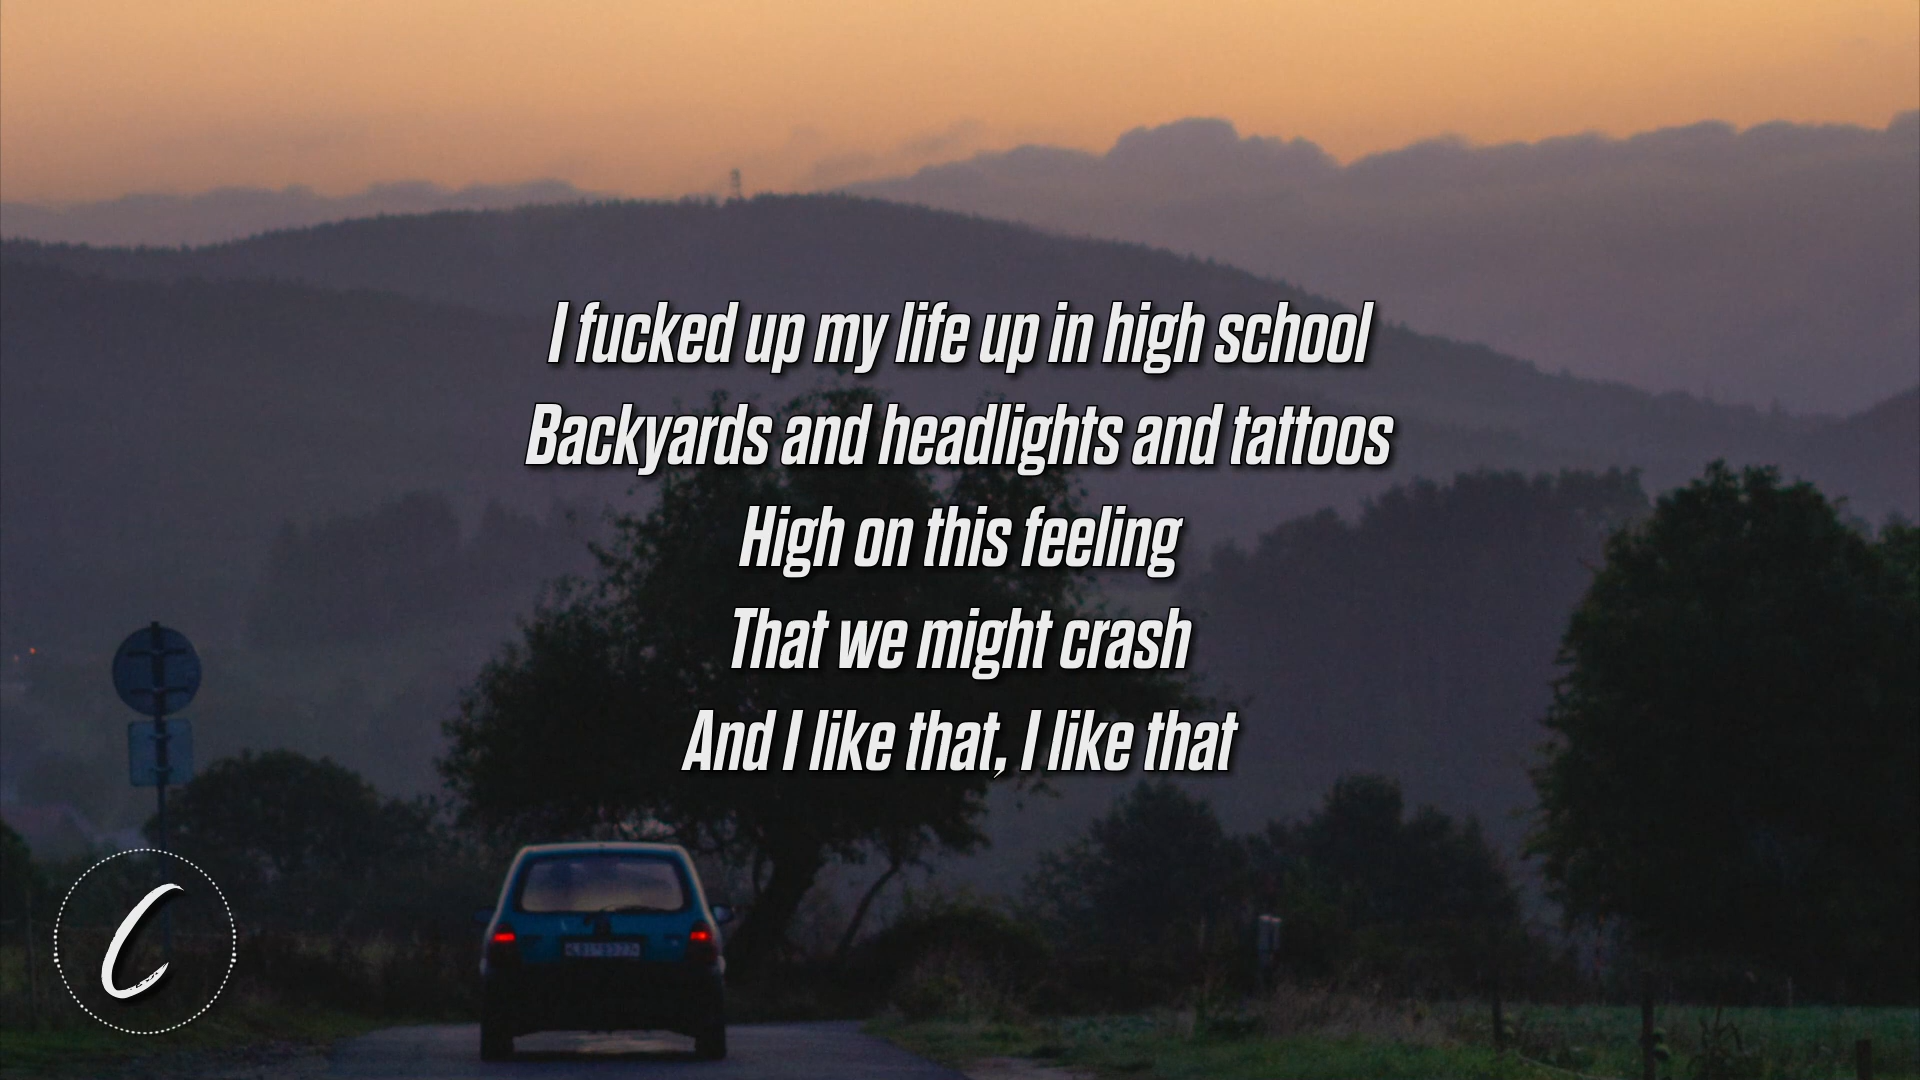 I fucked up my life up in high school
Backyards and headlights and tattoos
High on this feeling
That we might crash
And I like that, I like that
C